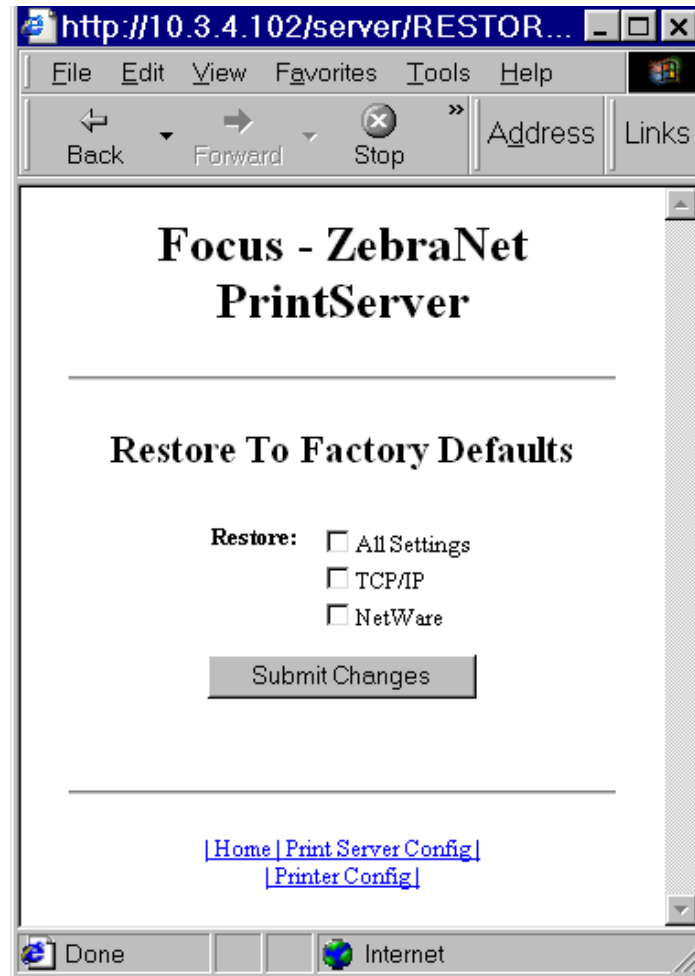 http://10.3.4.102/server/RESTOR...
File Edit View Favorites Tools Help
Back Forward Stop » Address Links
Focus - ZebraNet
PrintServer
Restore To Factory Defaults
Restore: All Settings
TCP/IP
NetWare
Submit Changes
| Home | Print Server Config |
| Printer Config |
Done Internet